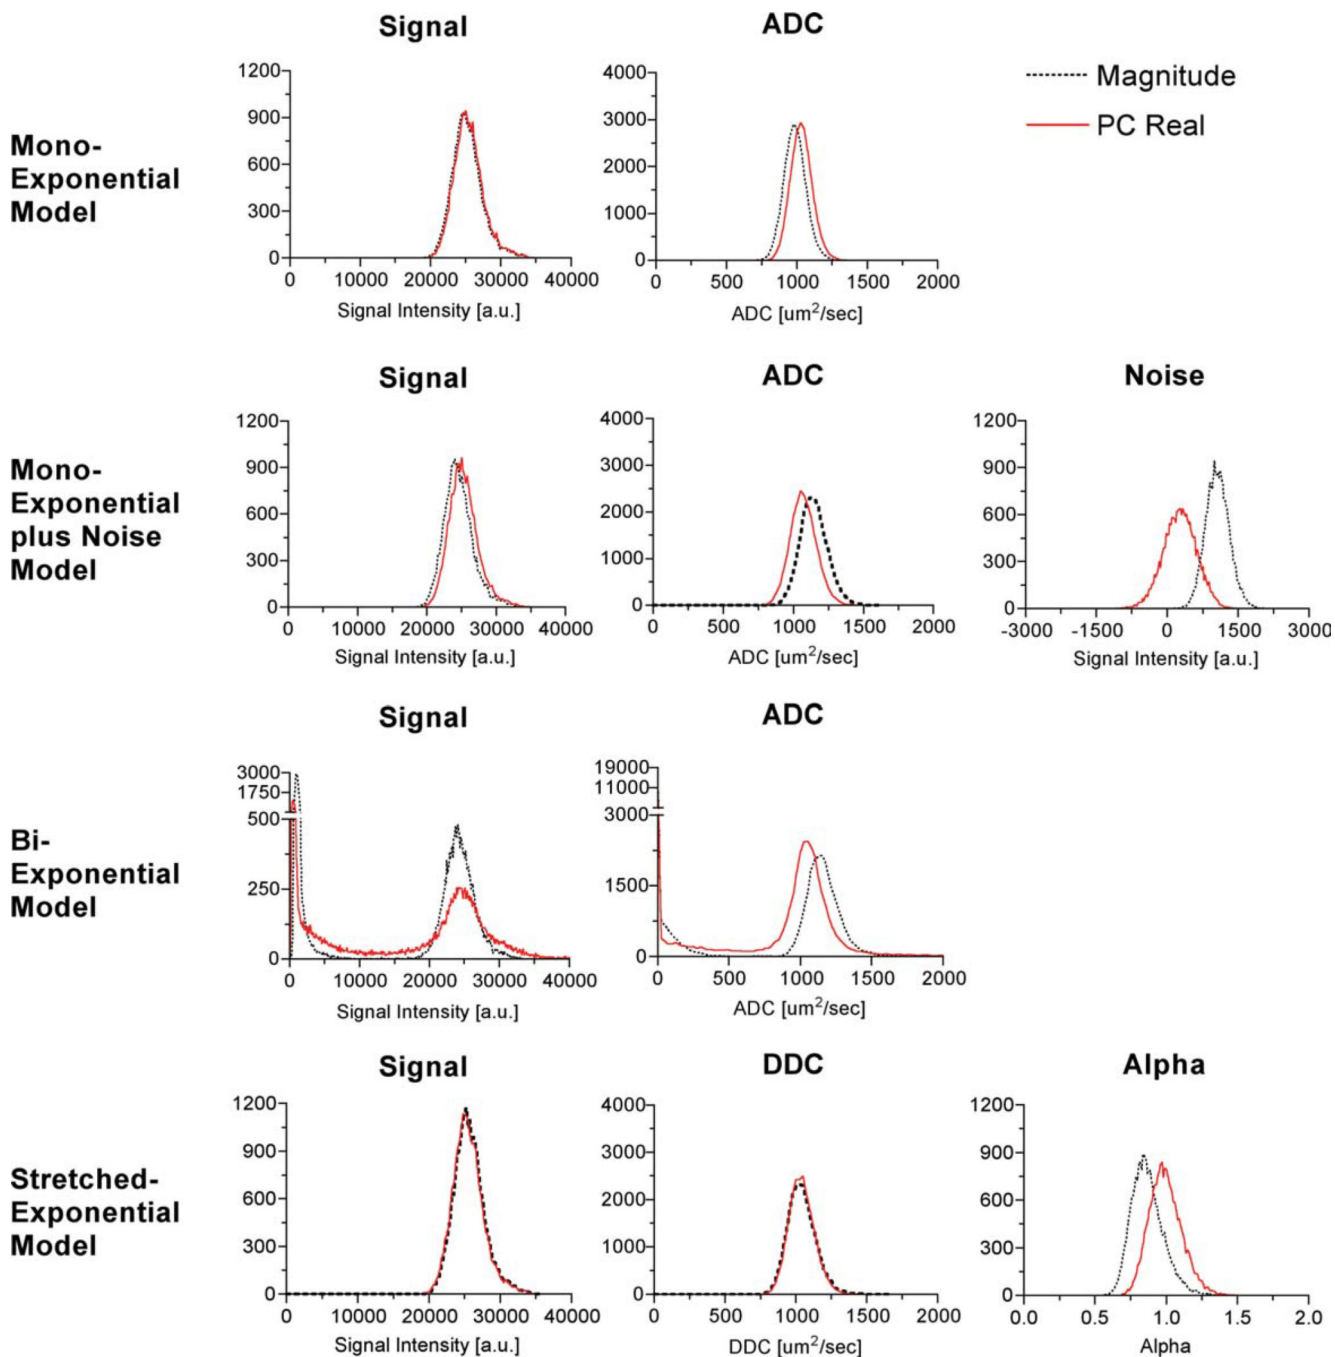 Signal
ADC
Magnitude
PC Real
Mono-
Exponential
Model
1200
900
600
300
0
0 10000 20000 30000 40000
Signal Intensity [a.u.]
4000
3000
2000
1000
0
0 500 1000 1500 2000
ADC [um²/sec]
Signal
ADC
Noise
Mono-
Exponential
plus Noise
Model
1200
900
600
300
0
0 10000 20000 30000 40000
Signal Intensity [a.u.]
4000
3000
2000
1000
0
0 500 1000 1500 2000
ADC [um²/sec]
1200
900
600
300
0
-3000 -1500 0 1500 3000
Signal Intensity [a.u.]
Signal
ADC
Bi-
Exponential
Model
3000
1750
500
250
0
0 10000 20000 30000 40000
Signal Intensity [a.u.]
19000
11000
3000
1500
0
0 500 1000 1500 2000
ADC [um²/sec]
Signal
DDC
Alpha
Stretched-
Exponential
Model
1200
900
600
300
0
0 10000 20000 30000 40000
Signal Intensity [a.u.]
4000
3000
2000
1000
0
0 500 1000 1500 2000
DDC [um²/sec]
1200
900
600
300
0
0.0 0.5 1.0 1.5 2.0
Alpha